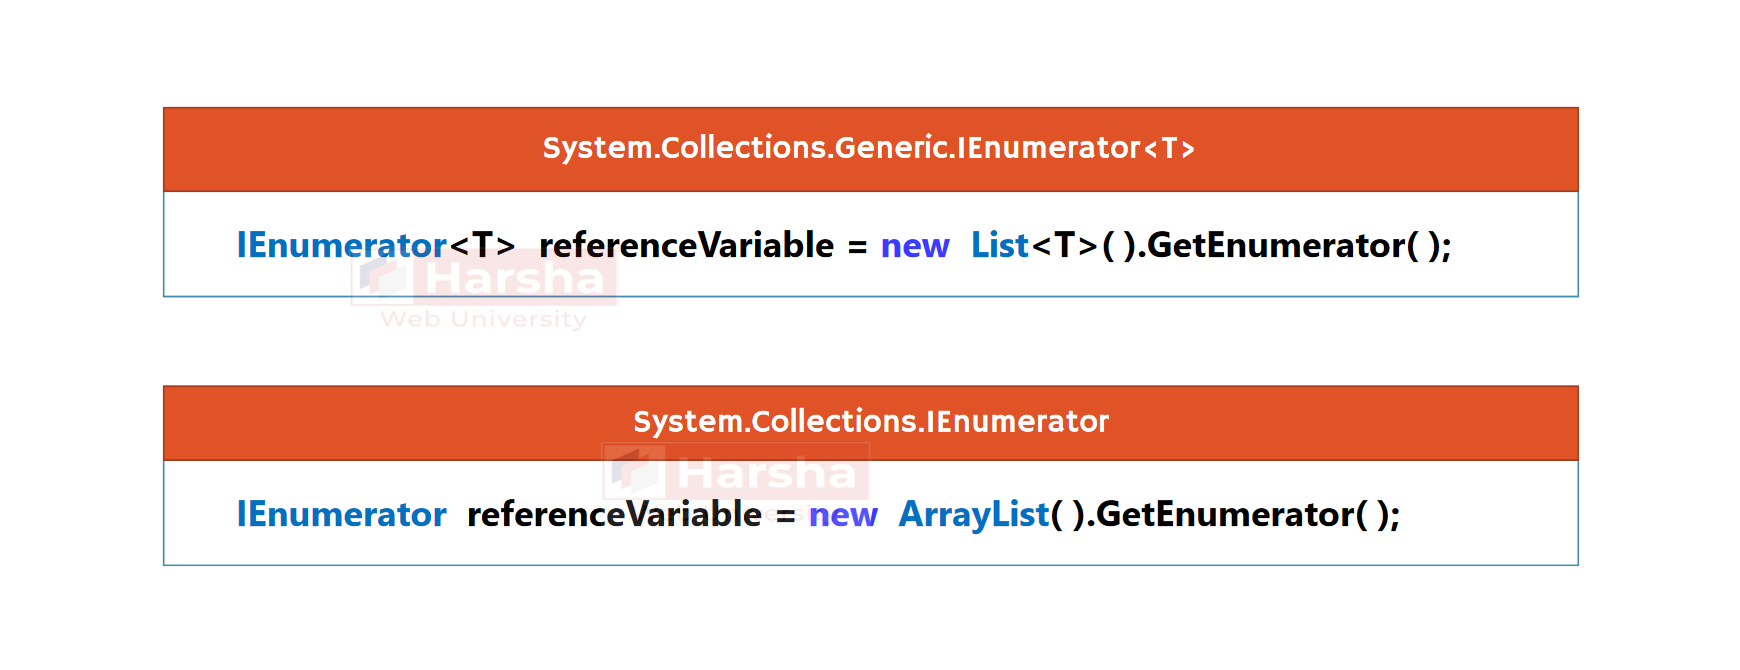 System.Collections.Generic.IEnumerator<T>
IEnumerator<T> referenceVariable = new List<T>( ).GetEnumerator( );
Harsha
Web University
System.Collections.IEnumerator
Harsha
IEnumerator referenceVariable = new ArrayList( ).GetEnumerator( );